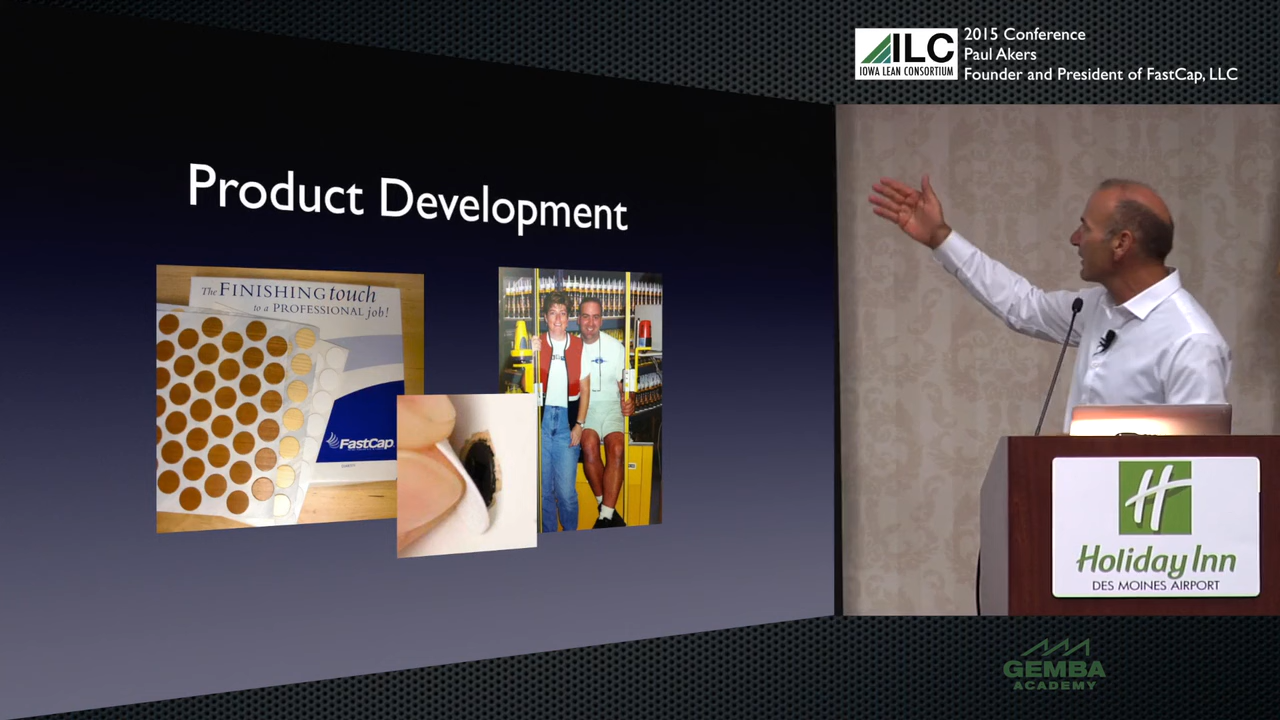 ILC
IOWA LEAN CONSORTIUM
2015 Conference
Paul Akers
Founder and President of FastCap, LLC
Product Development
The FINISHING touch
to a PROFESSIONAL job!
FastCap
Holiday Inn
DES MOINES AIRPORT
GEMBA
ACADEMY